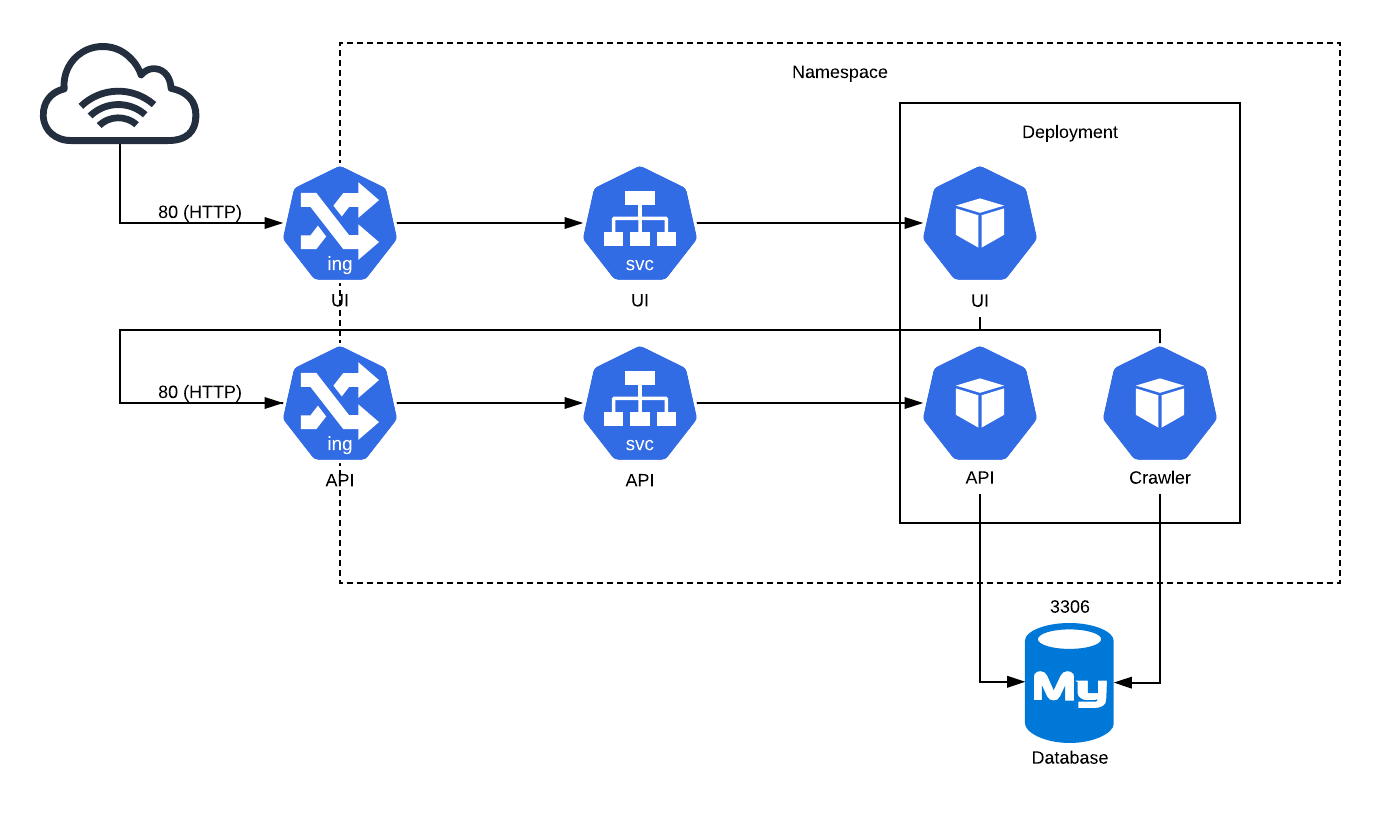 Namespace
Deployment
80 (HTTP)
ing
svc
UI
UI
UI
80 (HTTP)
ing
svc
API
API
API
Crawler
3306
My
Database